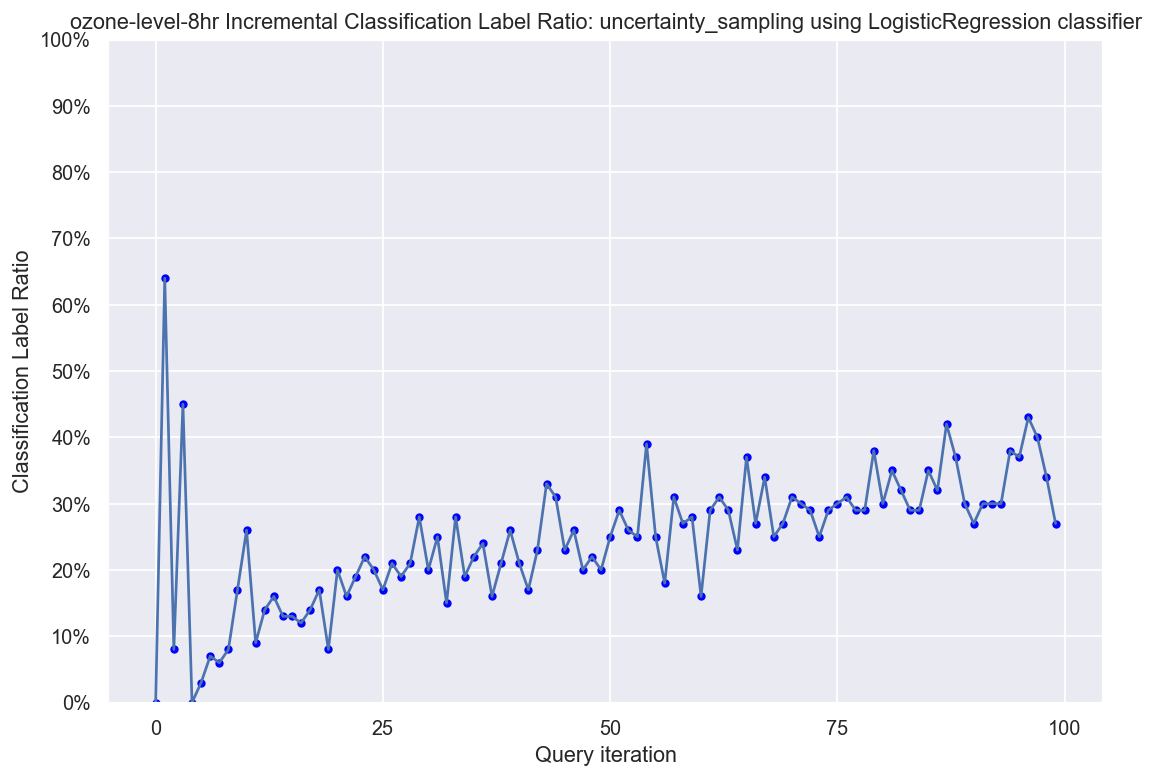 ozone-level-8hr Incremental Classification Label Ratio: uncertainty_sampling using LogisticRegression classifier
100%
90%
80%
70%
60%
50%
40%
30%
20%
10%
0%
Classification Label Ratio
0 25 50 75 100
Query iteration